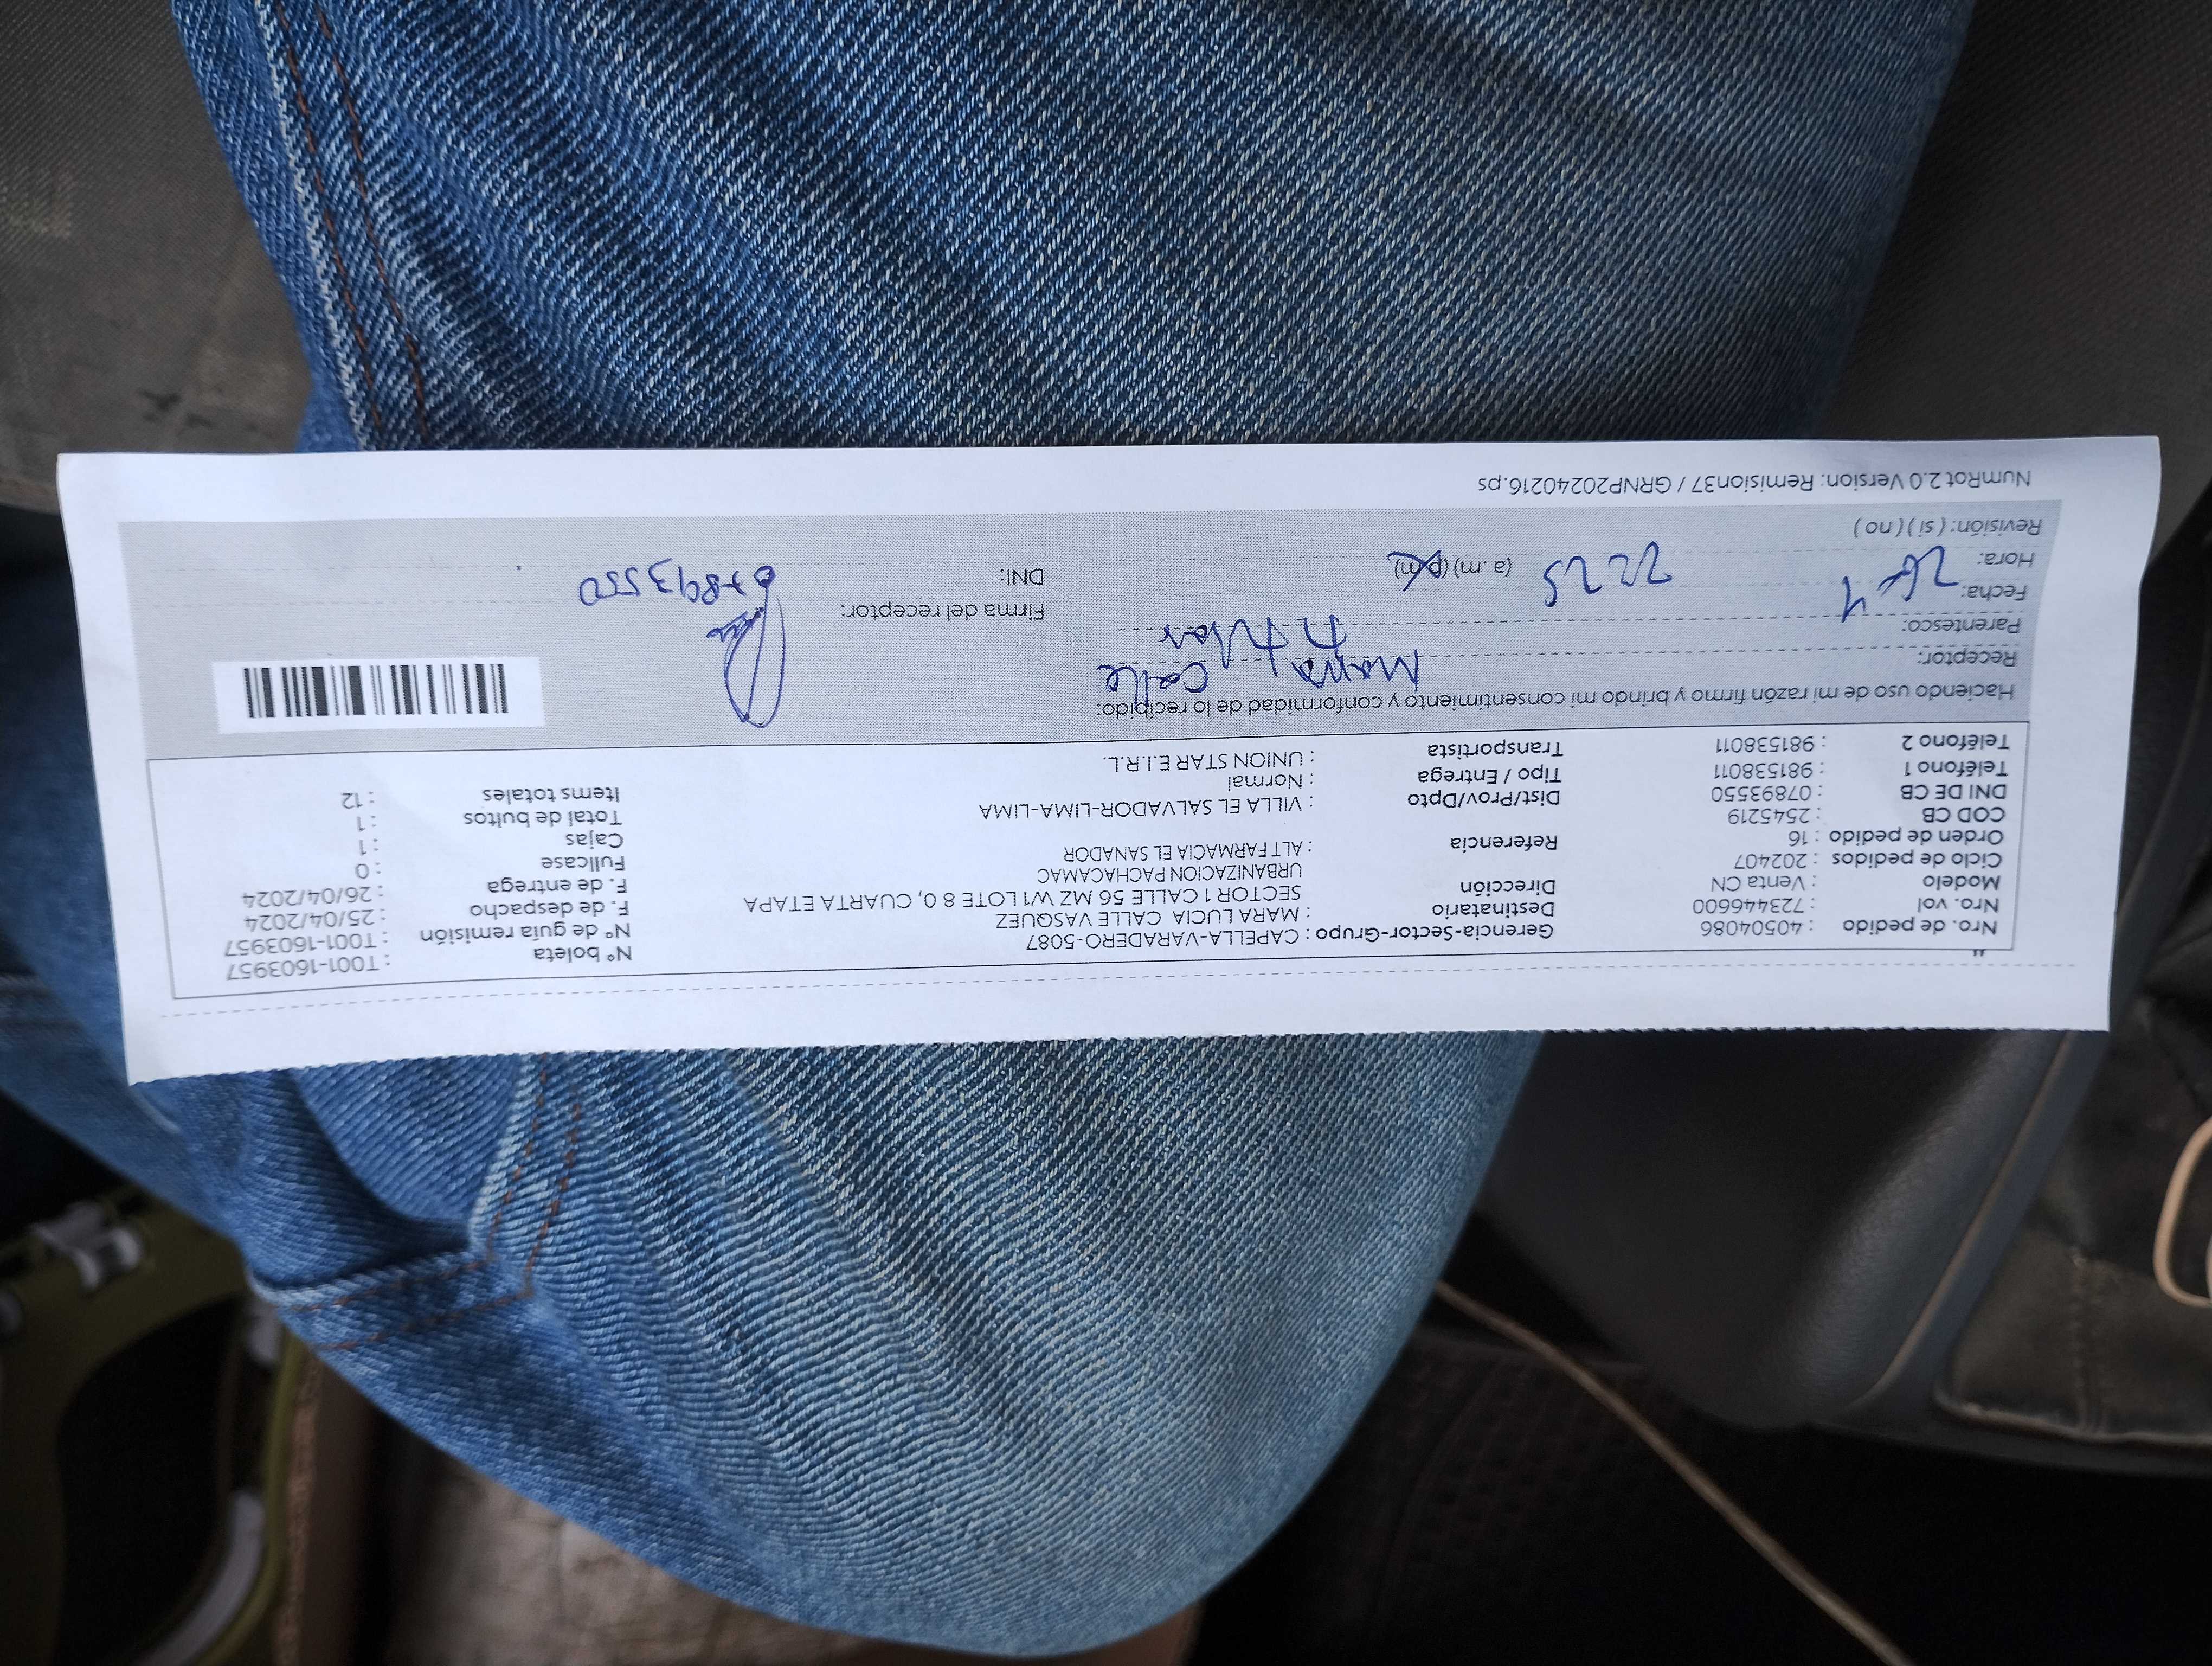 Nro. de pedido : 40504086
Nro. vol : 723446600
Modelo : Venta CN
Ciclo de pedidos : 202407
Orden de pedido : 16
COD CB : 2545219
DNI DE CB : 07893550
Teléfono 1 : 981538011
Teléfono 2 : 981538011
Gerencia-Sector-Grupo : CAPELLA-VARADERO-5087
Destinatario : MARA LUCIA CALLE VASQUEZ
Dirección SECTOR 1 CALLE 56 MZ W1 LOTE 8 0, CUARTA ETAPA
URBANIZACION PACHACAMAC
Referencia : ALT FARMACIA EL SANADOR
Dist/Prov/Dpto : VILLA EL SALVADOR-LIMA-LIMA
Tipo / Entrega : Normal
Transportista : UNION STAR E.I.R.L.
N° boleta : T001-1603957
N° de guía remisión : T001-1603957
F. de despacho : 25/04/2024
F. de entrega : 26/04/2024
Fullcase : 0
Cajas : 1
Total de bultos : 1
Items totales : 12
Haciendo uso de mi razón firmo y brindo mi consentimiento y conformidad de lo recibido:
Receptor: Calle
Parentesco: titular
Fecha: 26 4
Hora: (a.m) (p.m)
Revisión: ( si ) ( no )
Firma del receptor:
DNI: 07893550
NumRot 2.0 Version: Remision37 / GRNP20240216.ps